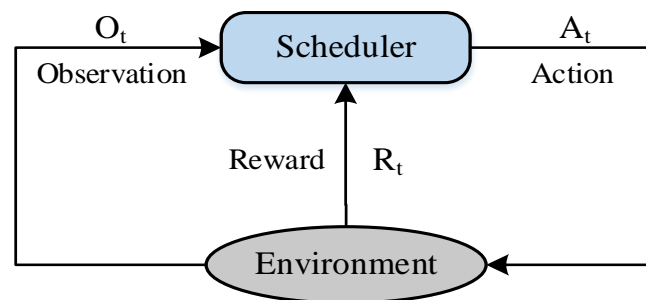 O_t
Observation
Scheduler
A_t
Action
Reward
R_t
Environment